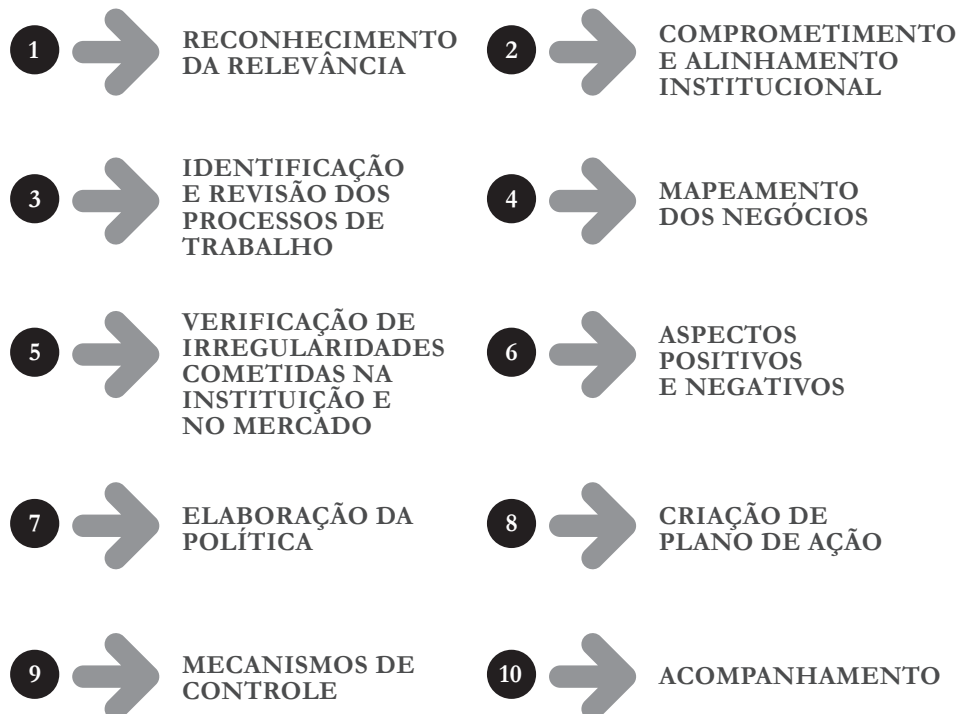 1
RECONHECIMENTO
DA RELEVÂNCIA
2
COMPROMETIMENTO
E ALINHAMENTO
INSTITUCIONAL
3
IDENTIFICAÇÃO
E REVISÃO DOS
PROCESSOS DE
TRABALHO
4
MAPEAMENTO
DOS NEGÓCIOS
5
VERIFICAÇÃO DE
IRREGULARIDADES
COMETIDAS NA
INSTITUIÇÃO E
NO MERCADO
6
ASPECTOS
POSITIVOS
E NEGATIVOS
7
ELABORAÇÃO DA
POLÍTICA
8
CRIAÇÃO DE
PLANO DE AÇÃO
9
MECANISMOS DE
CONTROLE
10
ACOMPANHAMENTO